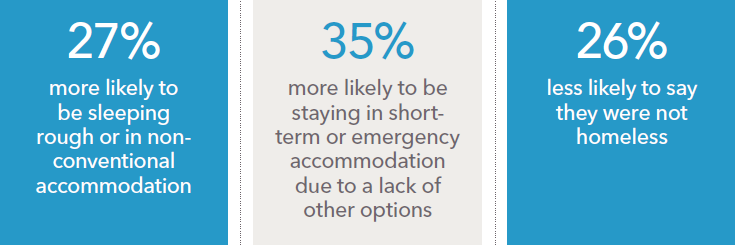 27%
more likely to
be sleeping
rough or in non-
conventional
accommodation
35%
more likely to be
staying in short-
term or emergency
accommodation
due to a lack of
other options
26%
less likely to say
they were not
homeless